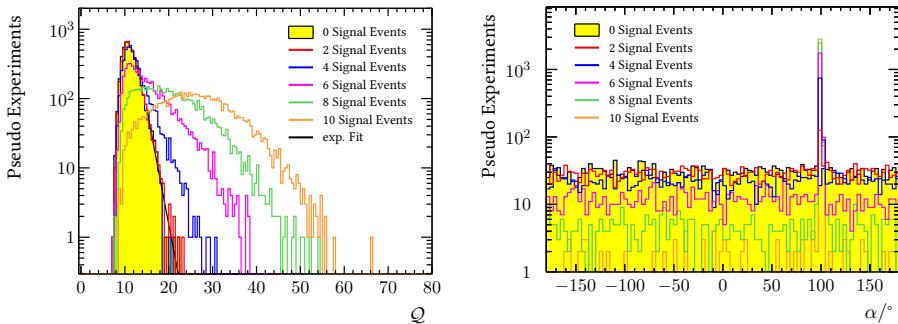 Pseudo Experiments
10³
10²
10
1
0 Signal Events
2 Signal Events
4 Signal Events
6 Signal Events
8 Signal Events
10 Signal Events
exp. Fit
0 10 20 30 40 50 60 70 80
Q
Pseudo Experiments
10³
10²
10
1
0 Signal Events
2 Signal Events
4 Signal Events
6 Signal Events
8 Signal Events
10 Signal Events
−150 −100 −50 0 50 100 150
α/°